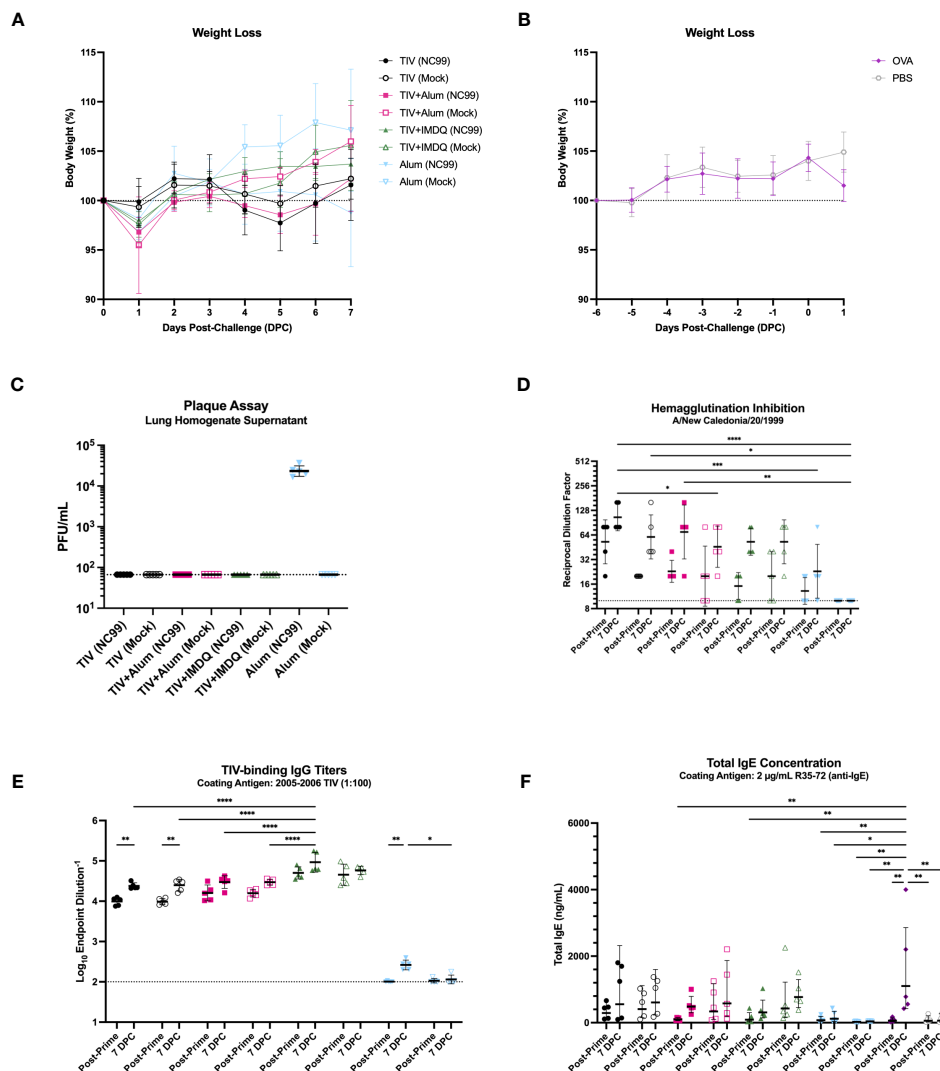 A
Weight Loss
115
110
105
100
95
90
Body Weight (%)
0 1 2 3 4 5 6 7
Days Post-Challenge (DPC)
TIV (NC99)
TIV (Mock)
TIV+Alum (NC99)
TIV+Alum (Mock)
TIV+IMDQ (NC99)
TIV+IMDQ (Mock)
Alum (NC99)
Alum (Mock)
B
Weight Loss
115
110
105
100
95
90
Body Weight (%)
-6 -5 -4 -3 -2 -1 0 1
Days Post-Challenge (DPC)
OVA
PBS
C
Plaque Assay
Lung Homogenate Supernatant
10^5
10^4
10^3
10^2
10^1
PFU/mL
TIV (NC99)
TIV (Mock)
TIV+Alum (NC99)
TIV+Alum (Mock)
TIV+IMDQ (NC99)
TIV+IMDQ (Mock)
Alum (NC99)
Alum (Mock)
D
Hemagglutination Inhibition
A/New Caledonia/20/1999
****
*
***
**
*
512
256
128
64
32
16
8
Reciprocal Dilution Factor
Post-Prime
7 DPC
Post-Prime
7 DPC
Post-Prime
7 DPC
Post-Prime
7 DPC
Post-Prime
7 DPC
Post-Prime
7 DPC
Post-Prime
7 DPC
Post-Prime
7 DPC
E
TIV-binding IgG Titers
Coating Antigen: 2005-2006 TIV (1:100)
****
****
****
** ** **** ** *
6
5
4
3
2
1
Log10 Endpoint Dilution-1
Post-Prime
7 DPC
Post-Prime
7 DPC
Post-Prime
7 DPC
Post-Prime
7 DPC
Post-Prime
7 DPC
Post-Prime
7 DPC
Post-Prime
7 DPC
Post-Prime
7 DPC
F
Total IgE Concentration
Coating Antigen: 2 µg/mL R35-72 (anti-IgE)
**
**
**
*
**
** **
** **
6000
4000
2000
0
Total IgE (ng/mL)
Post-Prime
7 DPC
Post-Prime
7 DPC
Post-Prime
7 DPC
Post-Prime
7 DPC
Post-Prime
7 DPC
Post-Prime
7 DPC
Post-Prime
7 DPC
Post-Prime
7 DPC
Post-Prime
7 DPC
Post-Prime
7 DPC